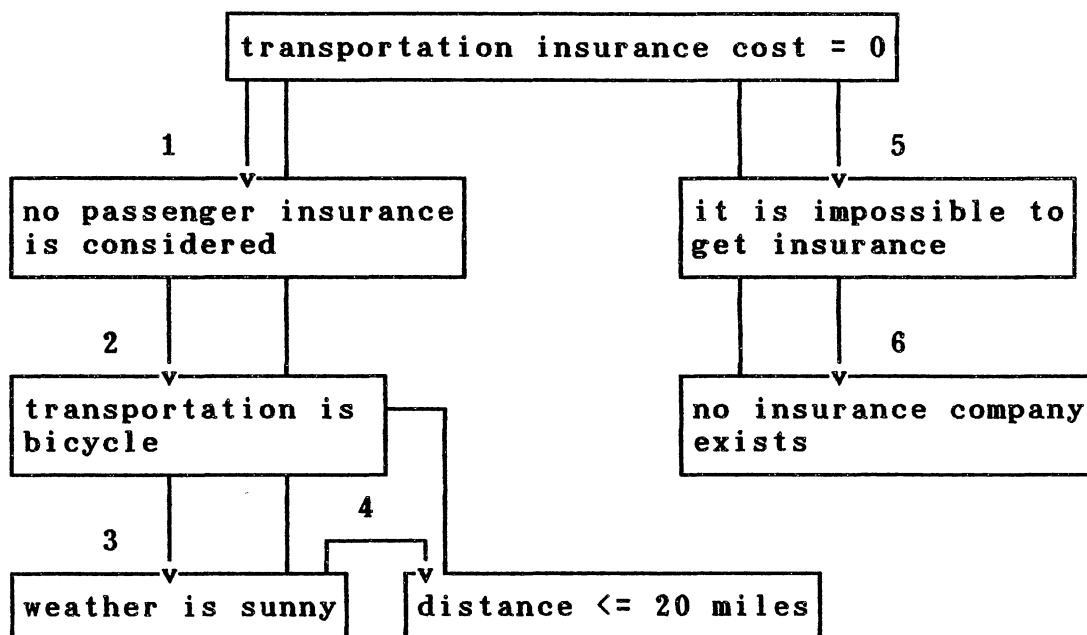 transportation insurance cost = 0
1
5
no passenger insurance
is considered
it is impossible to
get insurance
2
6
transportation is
bicycle
no insurance company
exists
3
4
weather is sunny
distance <= 20 miles